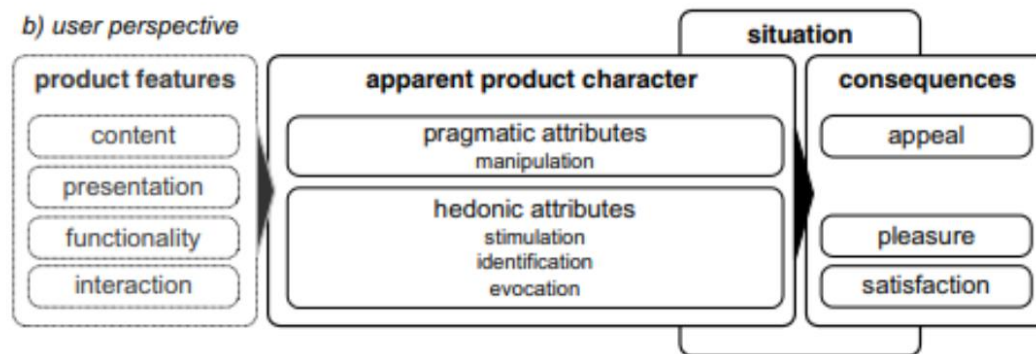 b) user perspective
situation
product features
content
presentation
functionality
interaction
apparent product character
pragmatic attributes
manipulation
hedonic attributes
stimulation
identification
evocation
consequences
appeal
pleasure
satisfaction